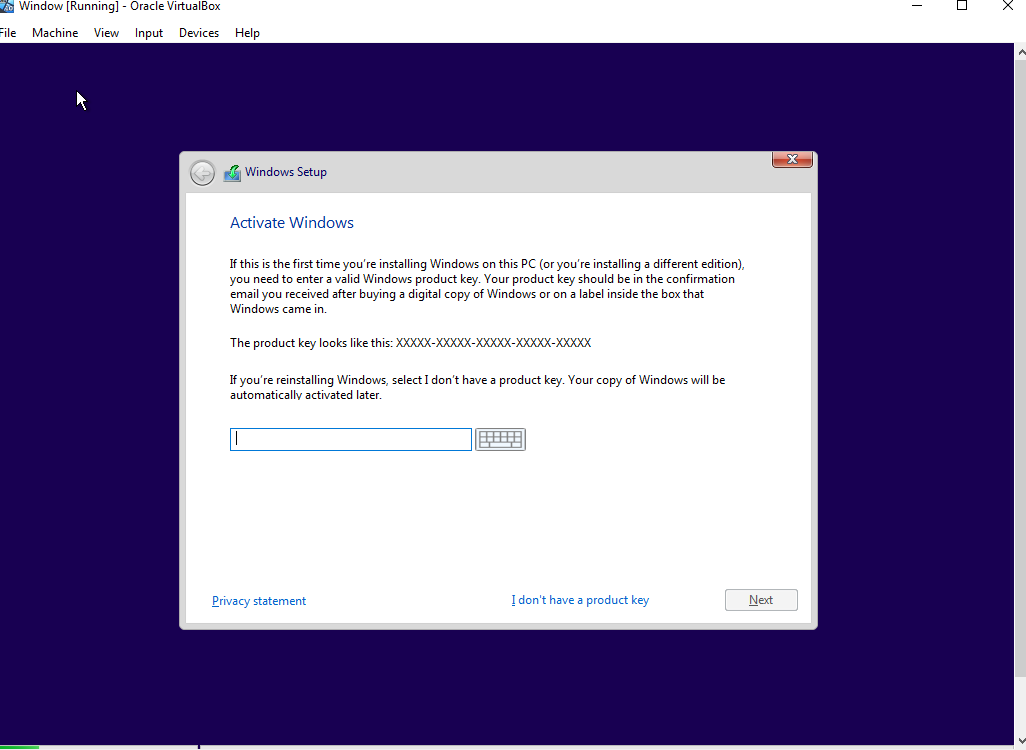 Window [Running] - Oracle VirtualBox
File Machine View Input Devices Help
Windows Setup
Activate Windows
If this is the first time you're installing Windows on this PC (or you're installing a different edition),
you need to enter a valid Windows product key. Your product key should be in the confirmation
email you received after buying a digital copy of Windows or on a label inside the box that
Windows came in.
The product key looks like this: XXXXX-XXXXX-XXXXX-XXXXX-XXXXX
If you're reinstalling Windows, select I don't have a product key. Your copy of Windows will be
automatically activated later.
Privacy statement
I don't have a product key
Next